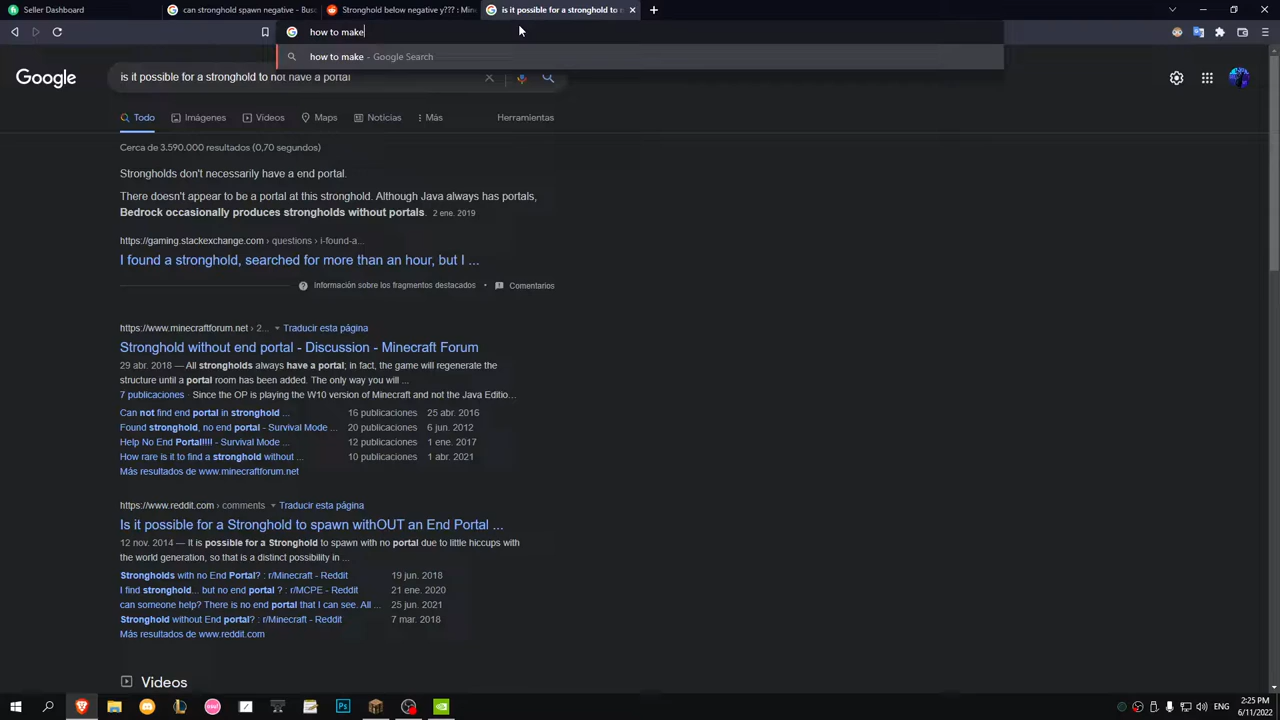 Seller Dashboard
can stronghold spawn negative - Bus
Stronghold below negative y??? : Min
is it possible for a stronghold to n
how to make
how to make - Google Search
Google
is it possible for a stronghold to not have a portal
Todo
Imágenes
Videos
Maps
Noticias
Más
Herramientas
Cerca de 3.590.000 resultados (0,70 segundos)
Strongholds don't necessarily have a end portal.
There doesn't appear to be a portal at this stronghold. Although Java always has portals,
Bedrock occasionally produces strongholds without portals. 2 ene. 2019
https://gaming.stackexchange.com › questions › i-found-a...
I found a stronghold, searched for more than an hour, but I ...
Información sobre los fragmentos destacados • Comentarios
https://www.minecraftforum.net › 2... Traducir esta página
Stronghold without end portal - Discussion - Minecraft Forum
29 abr. 2018 — All strongholds always have a portal; in fact, the game will regenerate the
structure until a portal room has been added. The only way you will ...
7 publicaciones Since the OP is playing the W10 version of Minecraft and not the Java Editio...
Can not find end portal in stronghold ... 16 publicaciones 25 abr. 2016
Found stronghold, no end portal - Survival Mode ... 20 publicaciones 6 jun. 2012
Help No End Portal!!!! - Survival Mode ... 12 publicaciones 1 ene. 2017
How rare is it to find a stronghold without ... 10 publicaciones 1 abr. 2021
Más resultados de www.minecraftforum.net
https://www.reddit.com › comments Traducir esta página
Is it possible for a Stronghold to spawn withOUT an End Portal ...
12 nov. 2014 — It is possible for a Stronghold to spawn with no portal due to little hiccups with
the world generation, so that is a distinct possibility in ...
Strongholds with no End Portal? : r/Minecraft - Reddit 19 jun. 2018
I find stronghold... but no end portal ? : r/MCPE - Reddit 21 ene. 2020
can someone help? There is no end portal that I can see. All ... 25 jun. 2021
Stronghold without End portal? : r/Minecraft - Reddit 7 mar. 2018
Más resultados de www.reddit.com
Videos
osu!
Ps
2:25 PM
6/11/2022